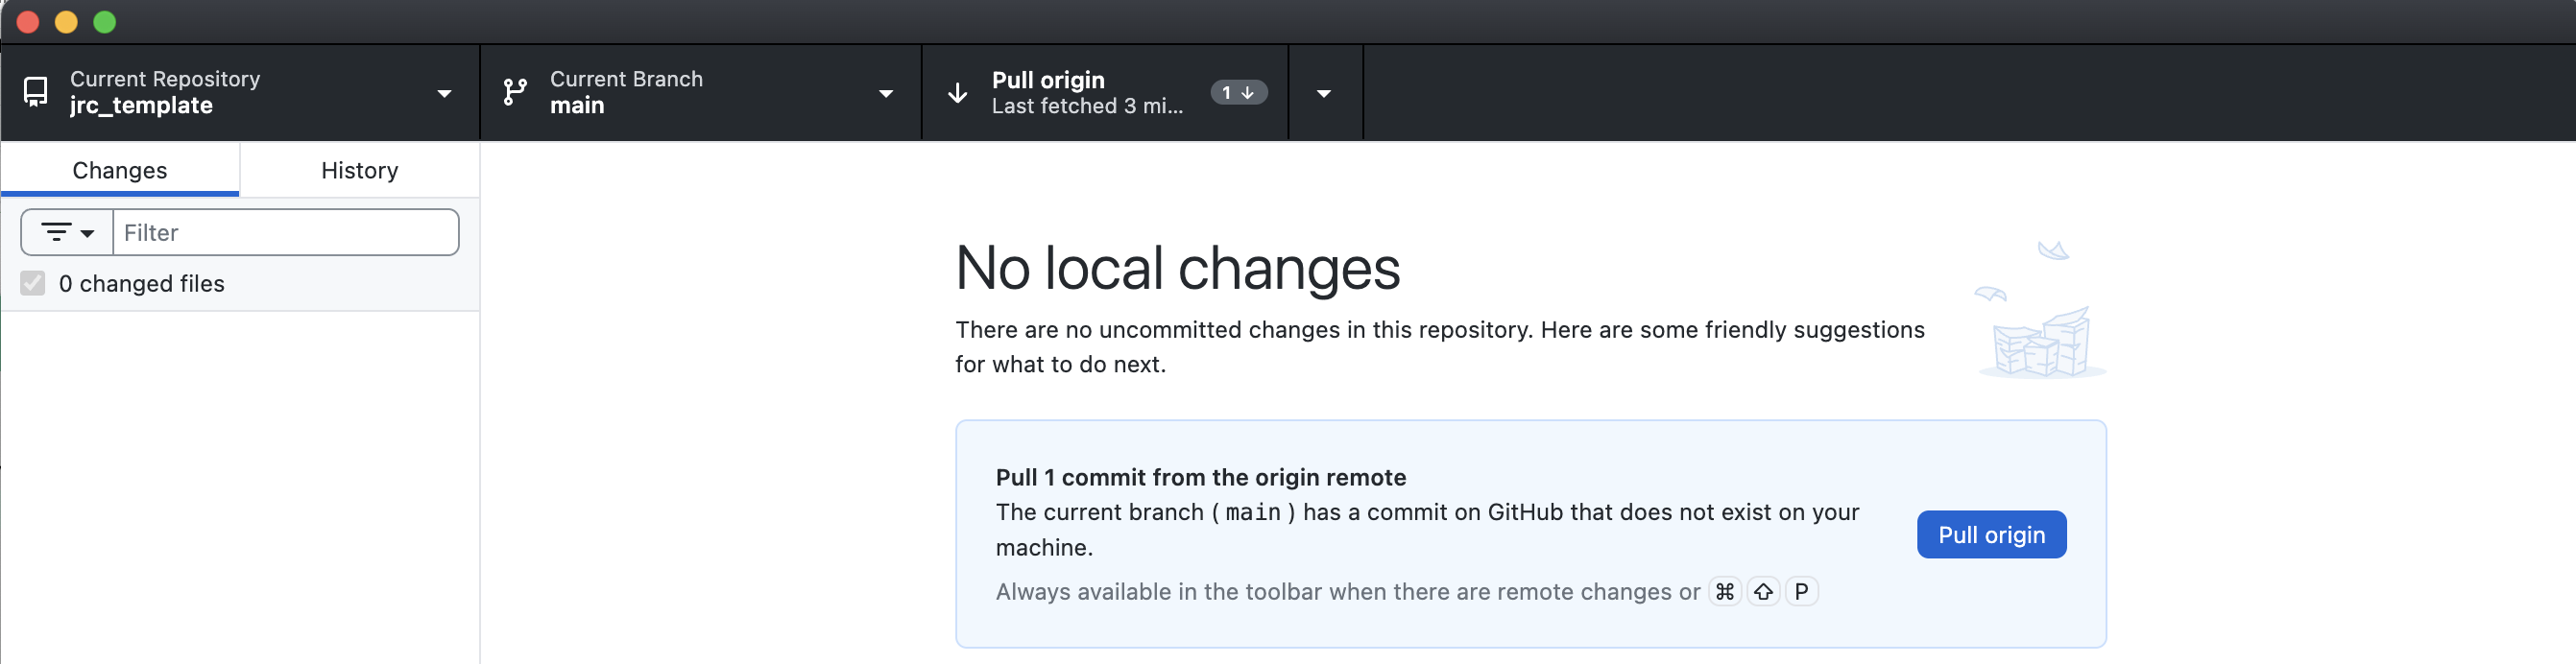 Current Repository
jrc_template
Current Branch
main
Pull origin
Last fetched 3 mi...
1
Changes
History
Filter
0 changed files
No local changes
There are no uncommitted changes in this repository. Here are some friendly suggestions
for what to do next.
Pull 1 commit from the origin remote
The current branch ( main ) has a commit on GitHub that does not exist on your
machine.
Pull origin
Always available in the toolbar when there are remote changes or ⌘ ⇧ P